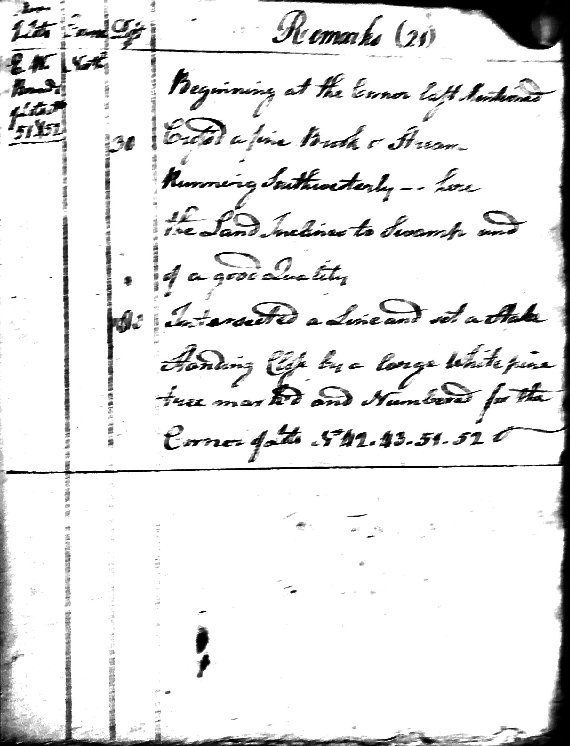 Remarks (21)
Lots Course Dist
E. W. North
Bound
of Lots
51 & 52
Beginning at the Corner last Mentioned
30 Crossed a fine Brook or Stream
Running Southwesterly -- here
the Land Inclines to Swamp and
of a good Quality
Intersected a Line and set a Stake
Standing Close by a large White pine
tree marked and Numbered for the
Corner of Lotts No 42. 43. 51. 52